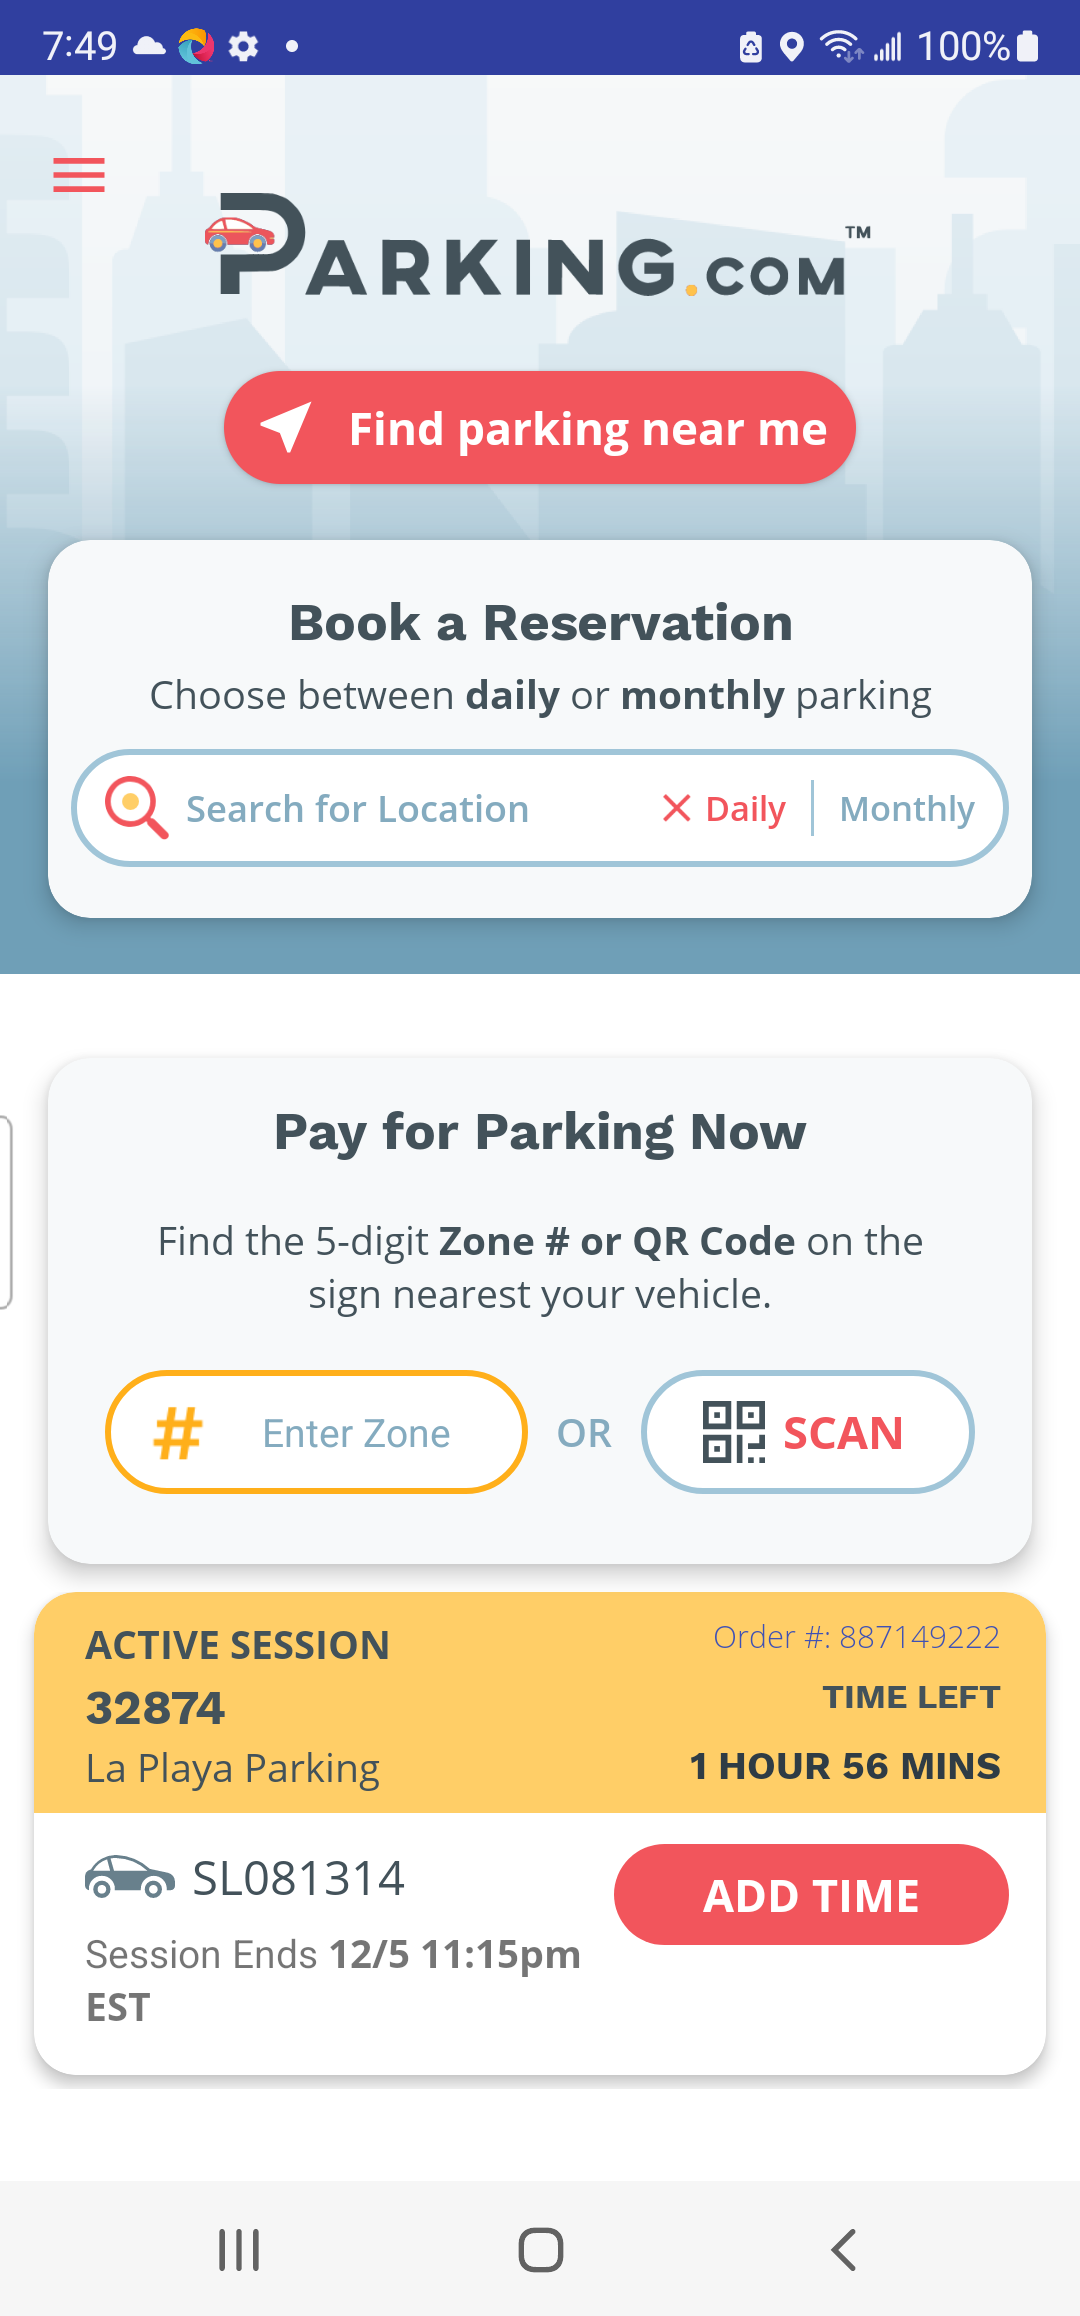 7:49
100%
PARKING.COM™
Find parking near me
Book a Reservation
Choose between daily or monthly parking
Search for Location
Daily
Monthly
Pay for Parking Now
Find the 5-digit Zone # or QR Code on the
sign nearest your vehicle.
# Enter Zone
OR
SCAN
ACTIVE SESSION
Order #: 887149222
32874
TIME LEFT
La Playa Parking
1 HOUR 56 MINS
SL081314
ADD TIME
Session Ends 12/5 11:15pm
EST